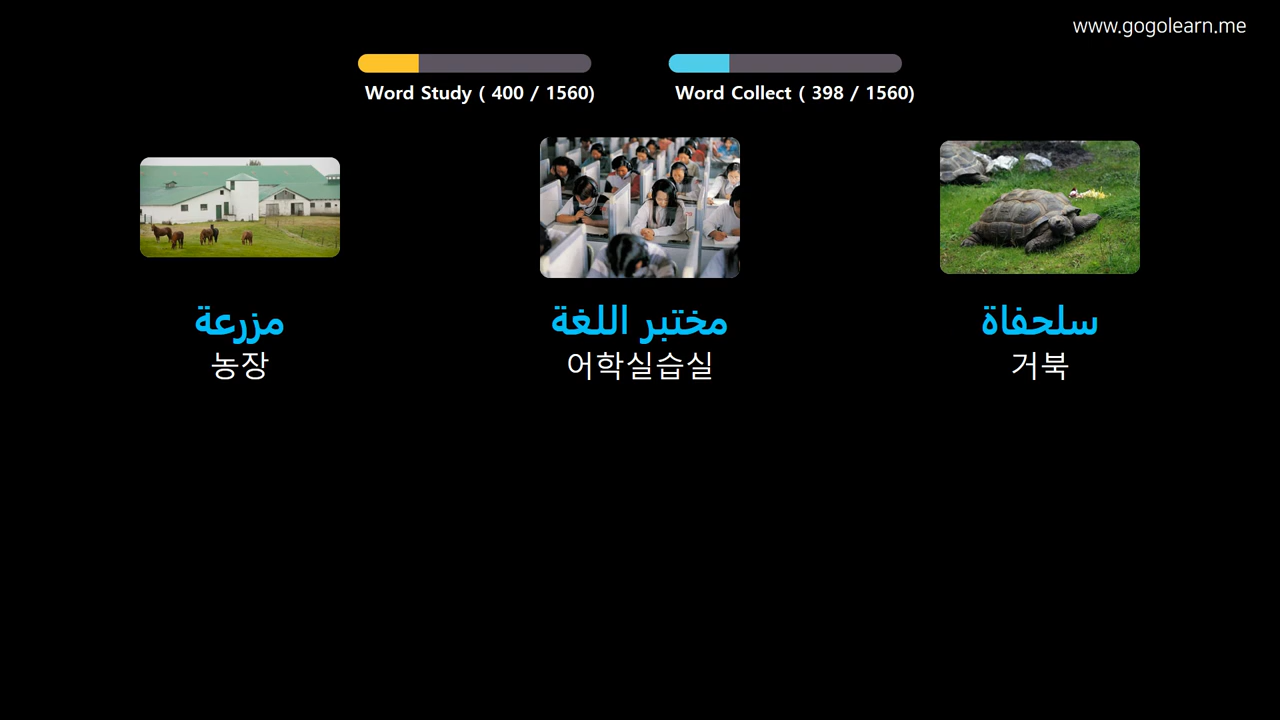 www.gogolearn.me
Word Study ( 400 / 1560)
Word Collect ( 398 / 1560)
مزرعة
농장
مختبر اللغة
어학실습실
سلحفاة
거북